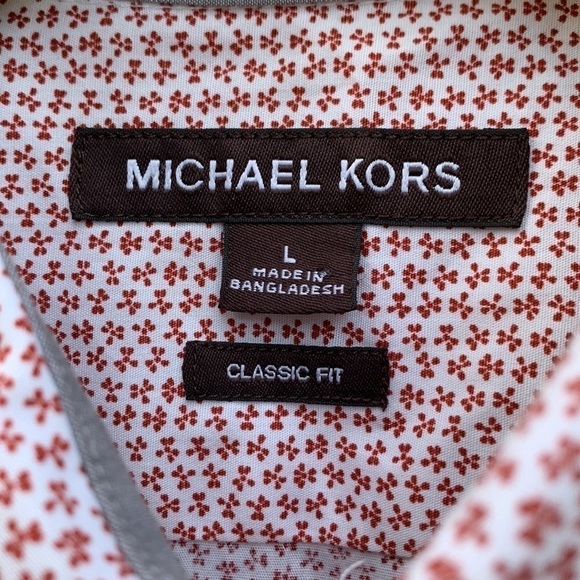 MICHAEL KORS
L
MADE IN
BANGLADESH
CLASSIC FIT